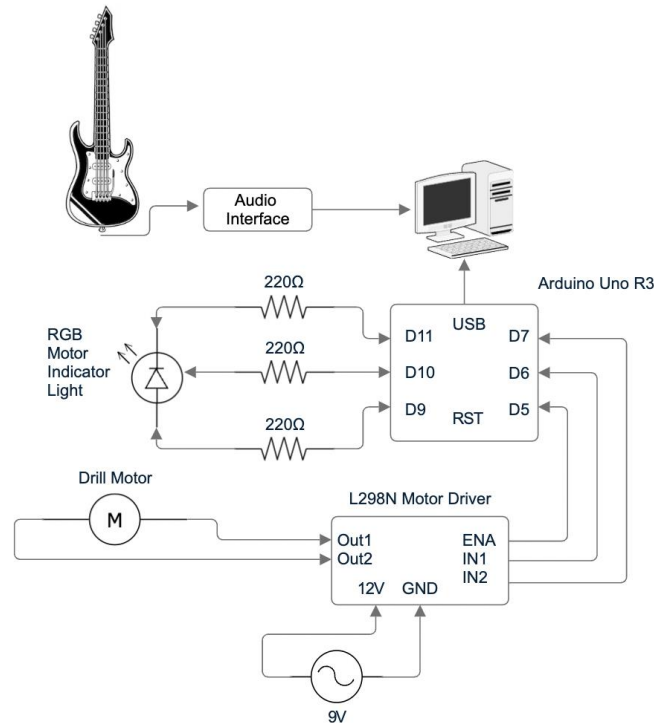 Audio
Interface
Arduino Uno R3
220Ω
USB
D11
D7
RGB
Motor
Indicator
Light
220Ω
D10
D6
220Ω
D9
RST
D5
Drill Motor
M
L298N Motor Driver
Out1
ENA
Out2
IN1
IN2
12V
GND
9V